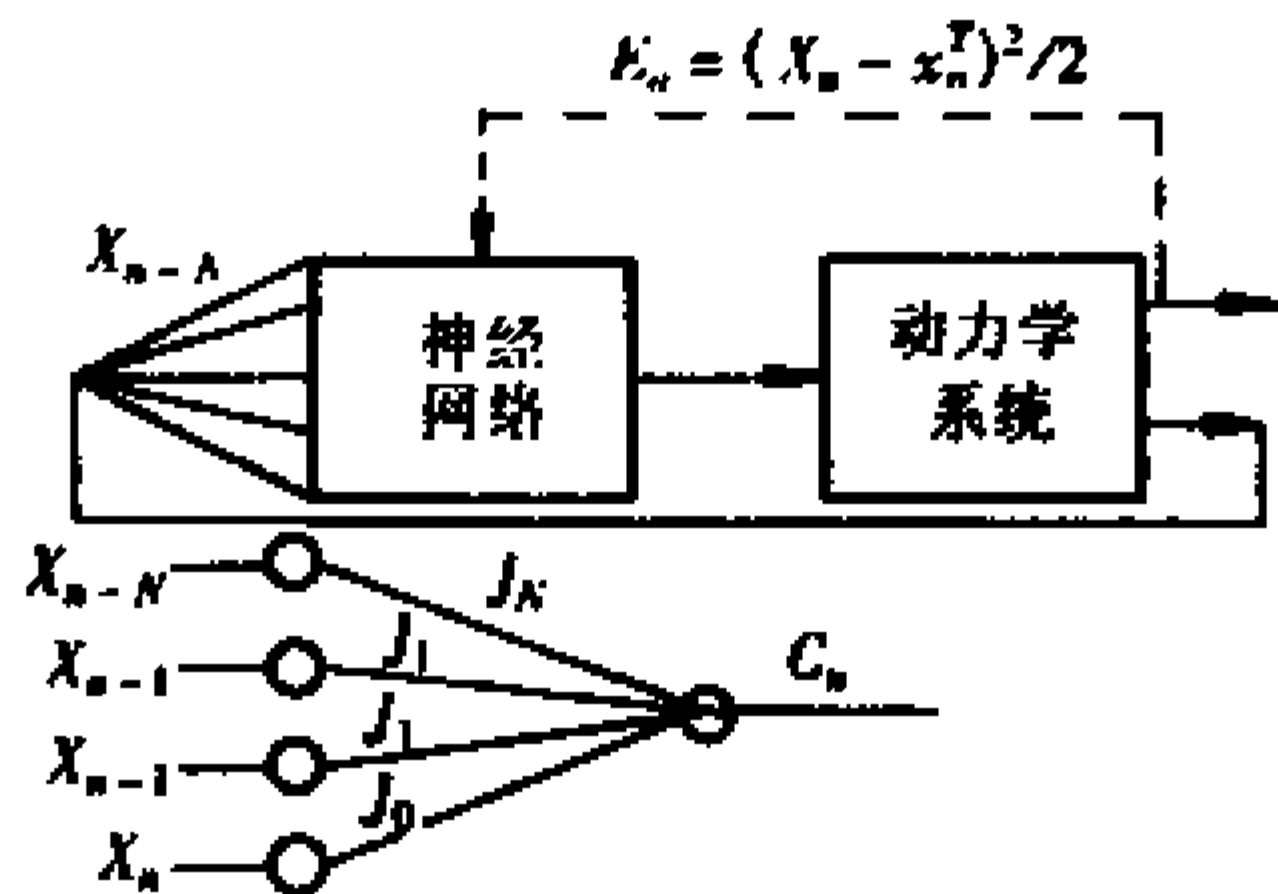 E_n = (X_n - x_n^T)^2/2
X_{n-k}
神经 动力学
网络 系统
X_{n-N} J_N
X_{n-1} J_1 C_n
X_{n-1} J_1
X_n J_0